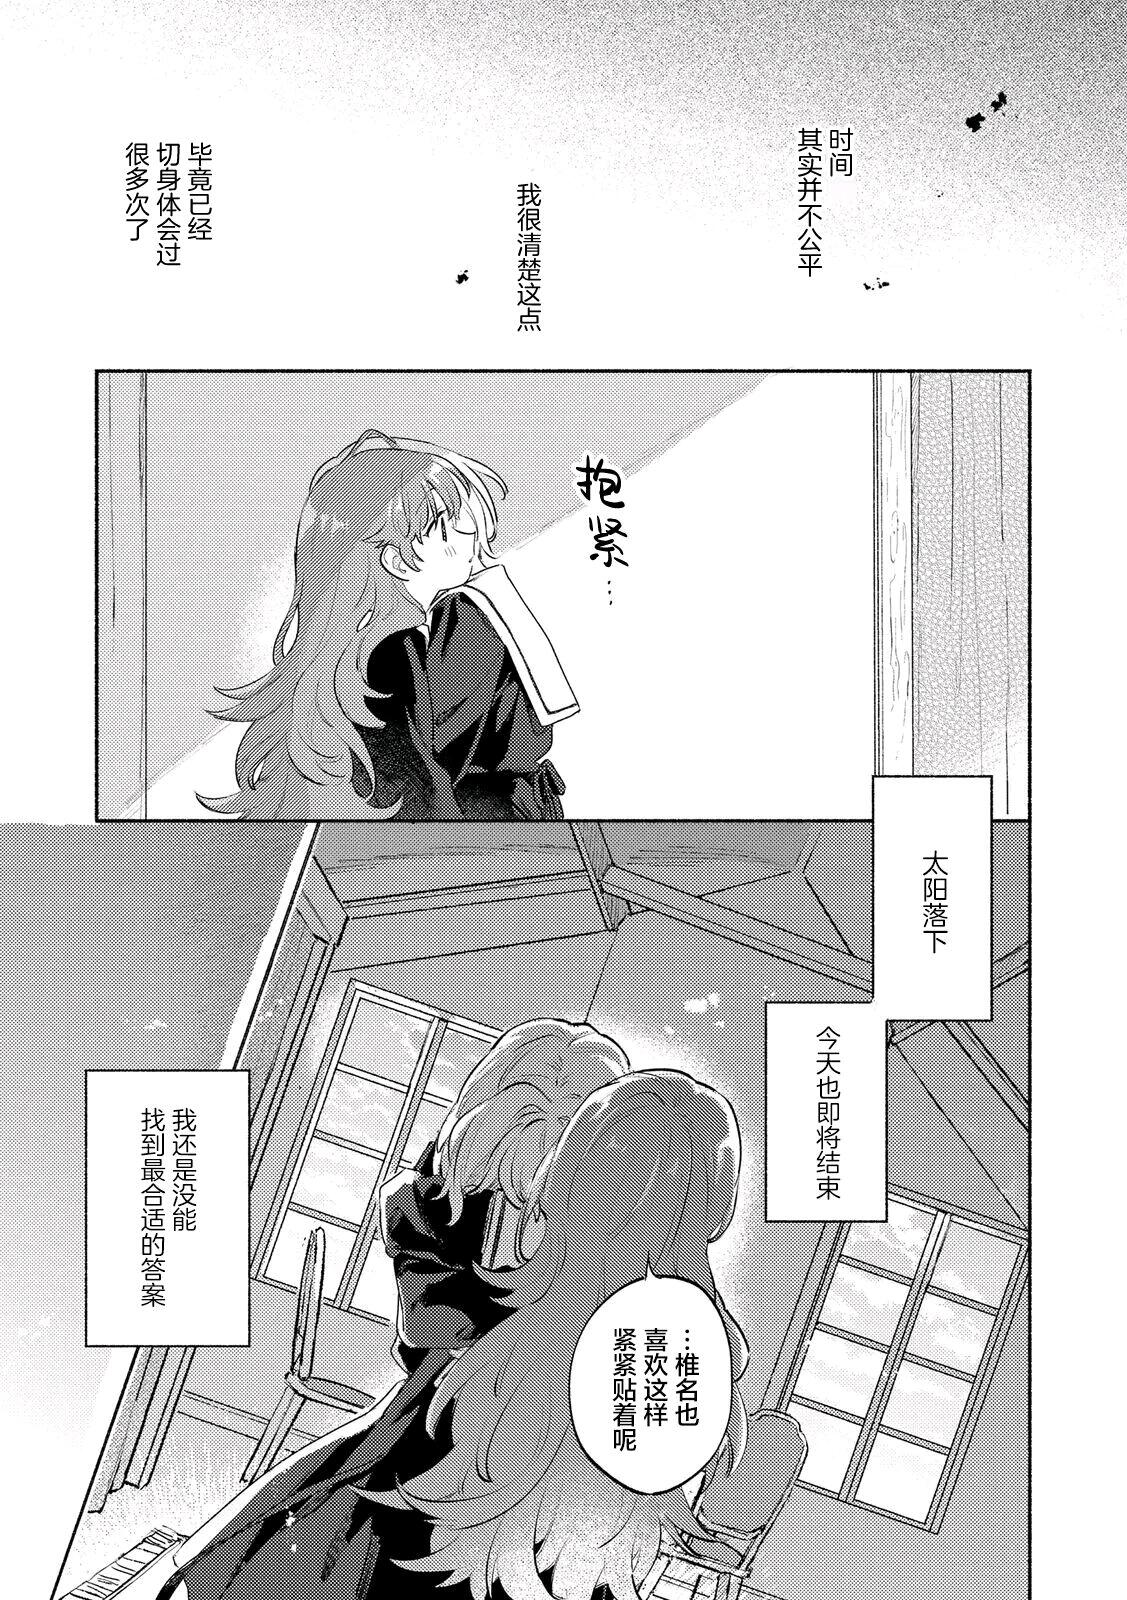 时间
其实并不公平
我很清楚这点
毕竟已经
切身体会过
很多次了
抱紧…
太阳落下
今天也即将结束
…椎名也
喜欢这样
紧紧贴着呢
我还是没能
找到最合适的答案